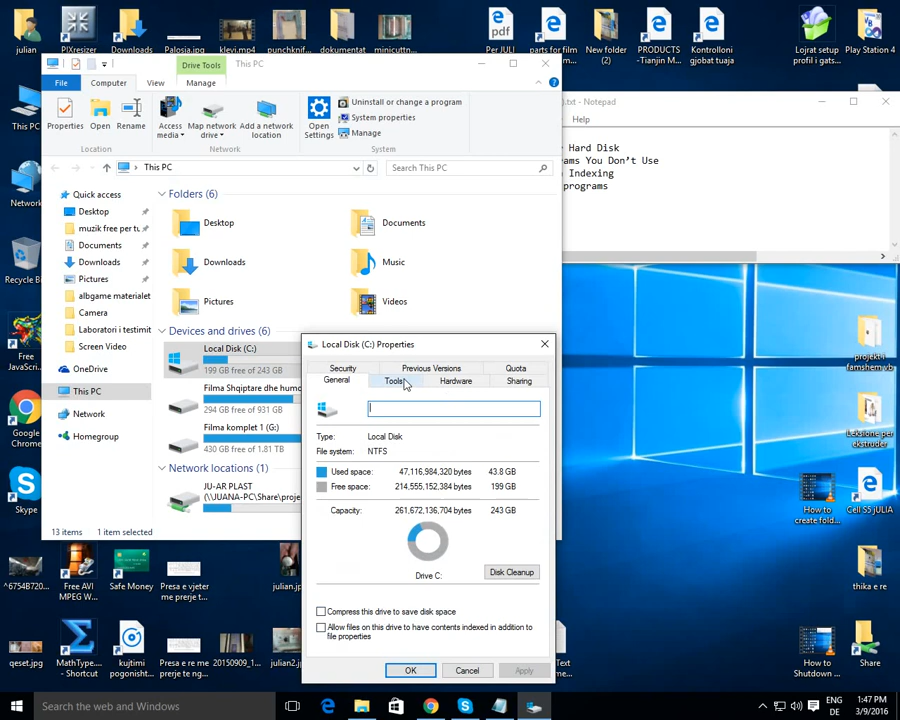 julian
PIXresizer
Downloads
Palosja.jpg
klevi.mp4
punchknif...
dokumentat
minicuttn...
Per JULI
parts for film
New folder (2)
PRODUCTS -Tianjin M...
Kontrolloni gjobat tuaja
Lojrat setup profil i gats...
Play Station 4
Drive Tools
This PC
File
Computer
View
Manage
Properties
Open
Rename
Access media
Map network drive
Add a network location
Open Settings
Uninstall or change a program
System properties
Manage
Location
Network
System
This PC
Search This PC
Quick access
Desktop
muzik free per tu
Documents
Downloads
Pictures
albgame materialet
Camera
Laboratori i testimit
Screen Video
OneDrive
This PC
Network
Homegroup
Folders (6)
Desktop
Documents
Downloads
Music
Pictures
Videos
Devices and drives (6)
Local Disk (C:)
199 GB free of 243 GB
Filma Shqiptare dhe humo
294 GB free of 931 GB
Filma komplet 1 (G:)
430 GB free of 1.81 TB
Network locations (1)
JU-AR PLAST
(\\JUANA-PC\Share\proje
13 items
1 item selected
.txt - Notepad
Help
Hard Disk
ams You Don't Use
Indexing
programs
Local Disk (C:) Properties
Security
Previous Versions
Quota
General
Tools
Hardware
Sharing
Type: Local Disk
File system: NTFS
Used space: 47,116,984,320 bytes 43.8 GB
Free space: 214,555,152,384 bytes 199 GB
Capacity: 261,672,136,704 bytes 243 GB
Drive C:
Disk Cleanup
Compress this drive to save disk space
Allow files on this drive to have contents indexed in addition to
file properties
OK
Cancel
Apply
This PC
Network
Recycle B
Free JavaScri...
Google Chrome
Skype
^6754B720...
Free AVI MPEG W...
Safe Money
Presa e vjeter me prerje t...
julian.jp
qeset.jpg
MathType... - Shortcut
kujtimi pogonisht...
Presa e re me prerje te ng...
20150909_1...
julian2.jp
Text
projekt i famshem vb
Leksione per ekstruder
How to create fold...
Cell S5 jULIA
thika e re
How to Shutdown ...
Share
Search the web and Windows
ENG
DE
1:47 PM
3/9/2016